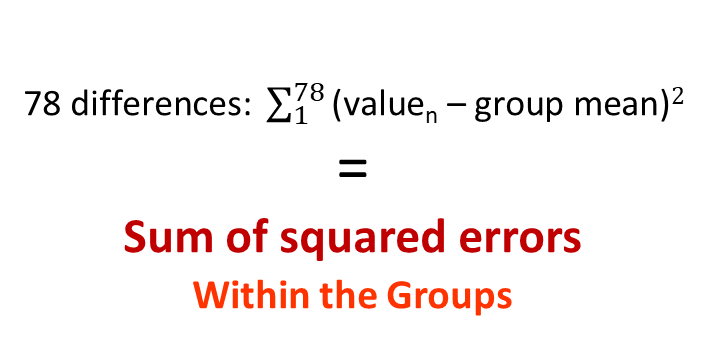 78 differences: ∑₁⁷⁸ (valueₙ – group mean)²
=
Sum of squared errors
Within the Groups